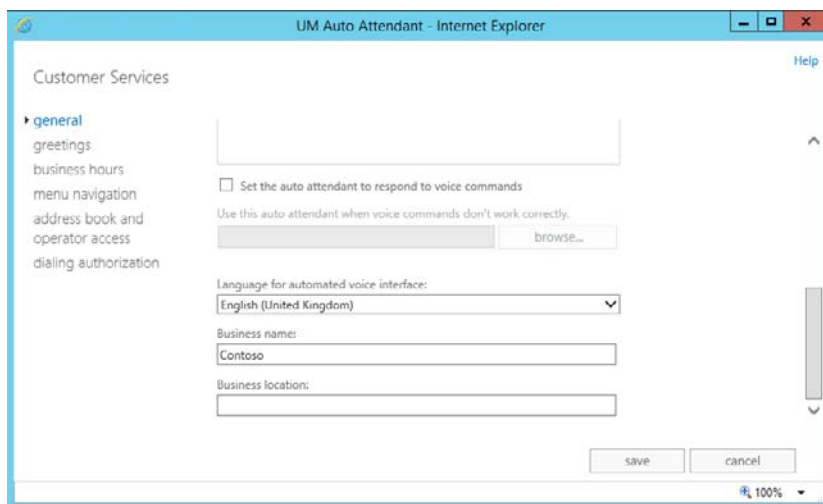 UM Auto Attendant - Internet Explorer
Help
Customer Services
general
greetings
business hours
menu navigation
address book and
operator access
dialing authorization
Set the auto attendant to respond to voice commands
Use this auto attendant when voice commands don't work correctly.
browse...
Language for automated voice interface:
English (United Kingdom)
Business name:
Contoso
Business location:
save cancel
100%